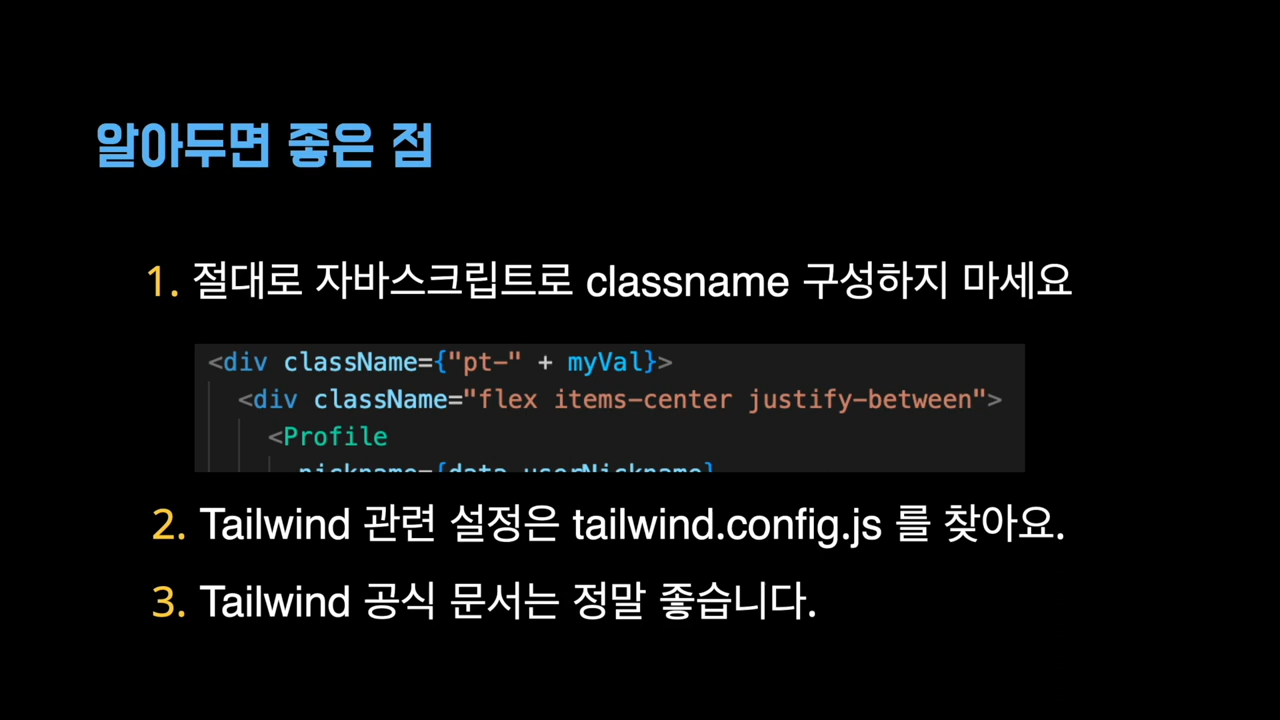 알아두면 좋은 점
1. 절대로 자바스크립트로 classname 구성하지 마세요
<div className={"pt-" + myVal}>
<div className="flex items-center justify-between">
<Profile
nickname={data.userNickname}
2. Tailwind 관련 설정은 tailwind.config.js 를 찾아요.
3. Tailwind 공식 문서는 정말 좋습니다.